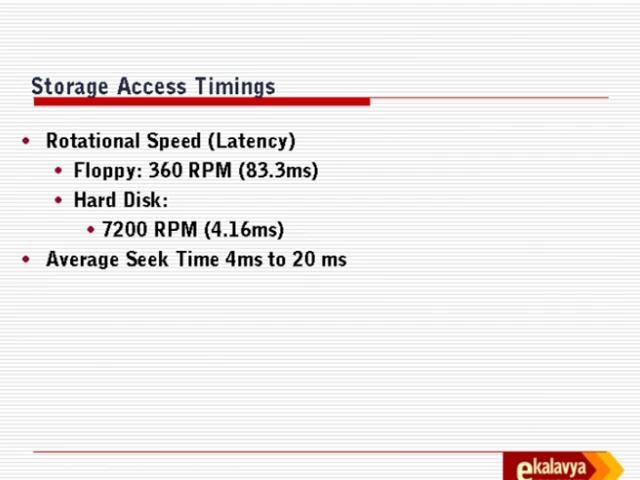 Storage Access Timings
• Rotational Speed (Latency)
• Floppy: 360 RPM (83.3ms)
• Hard Disk:
• 7200 RPM (4.16ms)
• Average Seek Time 4ms to 20 ms
ekalavya